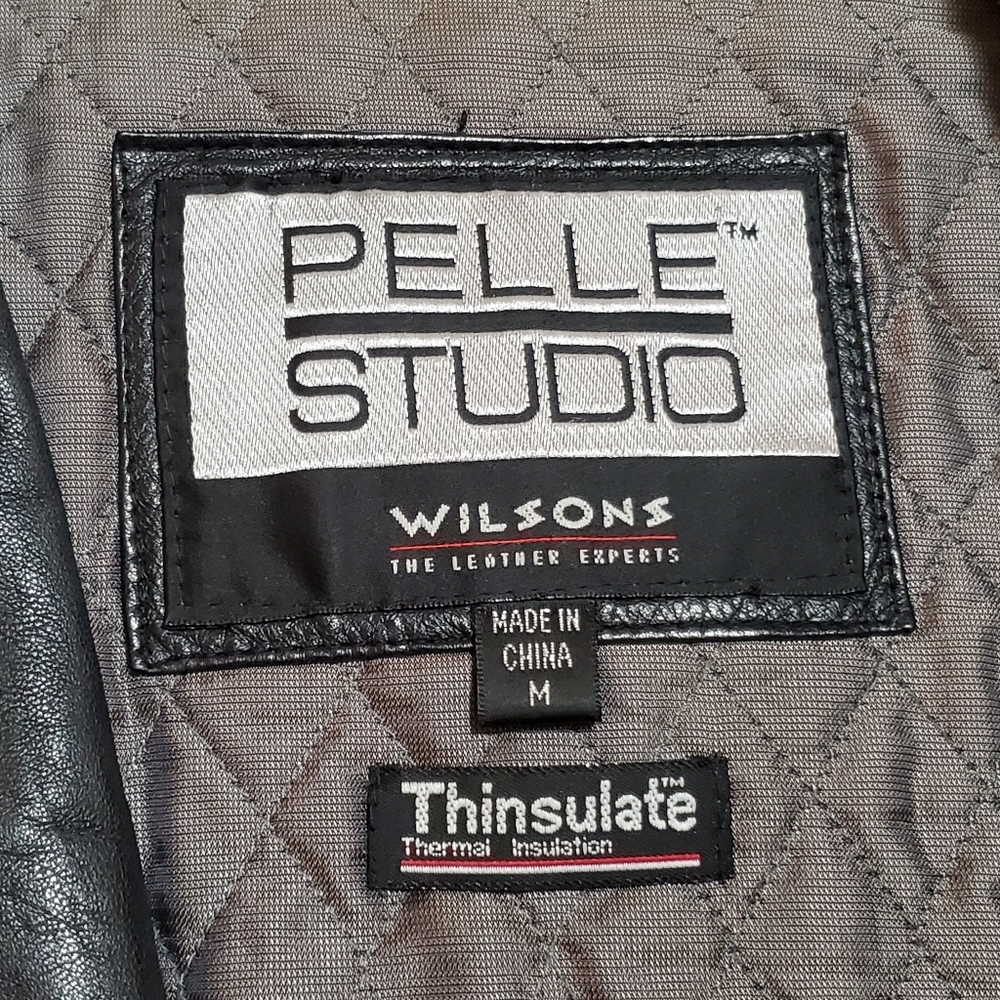 PELLE™
STUDIO
WILSONS
THE LEATHER EXPERTS
MADE IN
CHINA
M
Thinsulate™
Thermal Insulation